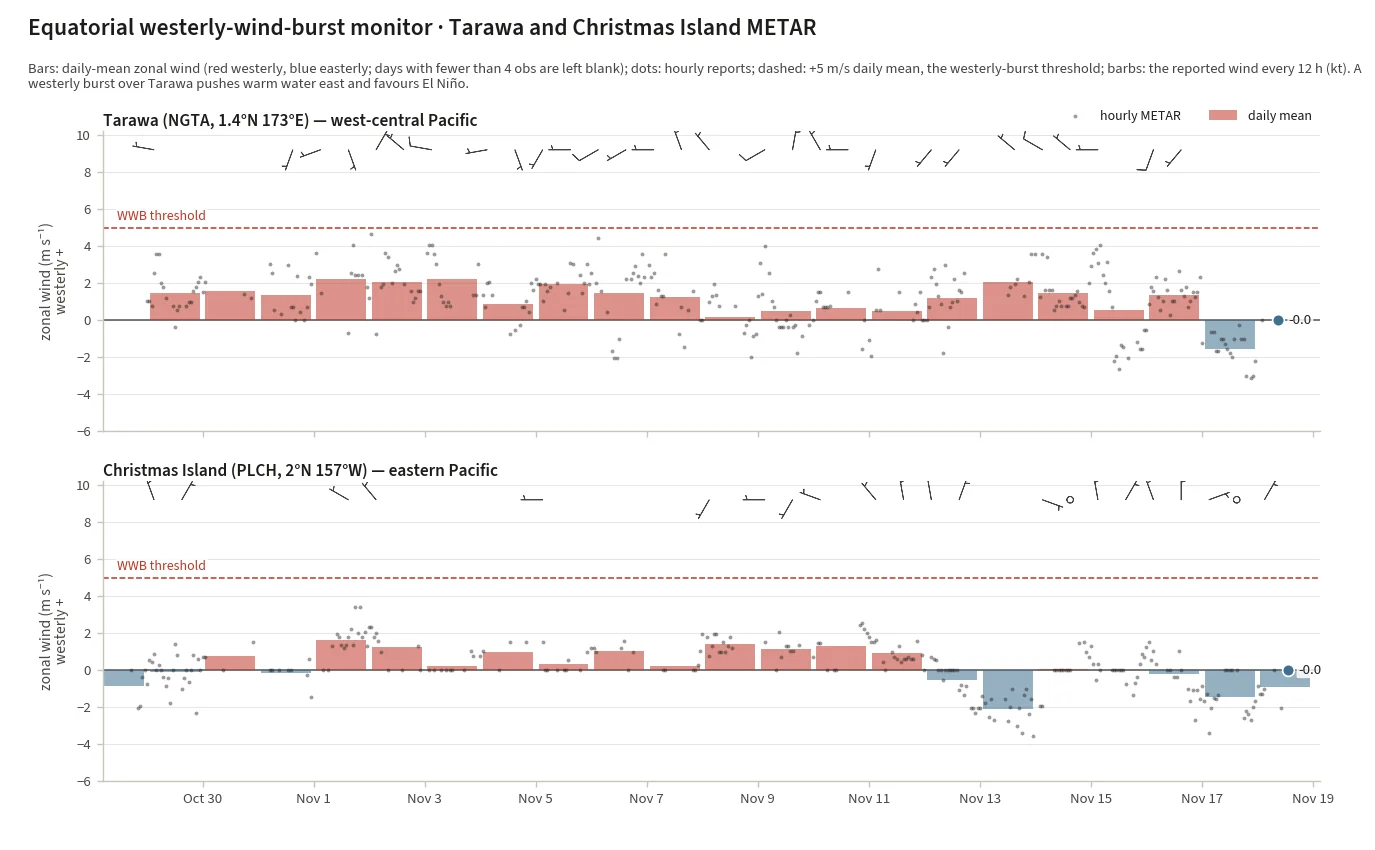 Equatorial westerly-wind-burst monitor · Tarawa and Christmas Island METAR
Bars: daily-mean zonal wind (red westerly, blue easterly; days with fewer than 4 obs are left blank); dots: hourly reports; dashed: +5 m/s daily mean, the westerly-burst threshold; barbs: the reported wind every 12 h (kt). A
westerly burst over Tarawa pushes warm water east and favours El Niño.
Tarawa (NGTA, 1.4°N 173°E) — west-central Pacific
hourly METAR
daily mean
10
8
6
4
2
0
−2
−4
−6
zonal wind (m s⁻¹)
westerly +
WWB threshold
-0.0
Christmas Island (PLCH, 2°N 157°W) — eastern Pacific
10
8
6
4
2
0
−2
−4
−6
zonal wind (m s⁻¹)
westerly +
WWB threshold
-0.0
Oct 30
Nov 1
Nov 3
Nov 5
Nov 7
Nov 9
Nov 11
Nov 13
Nov 15
Nov 17
Nov 19